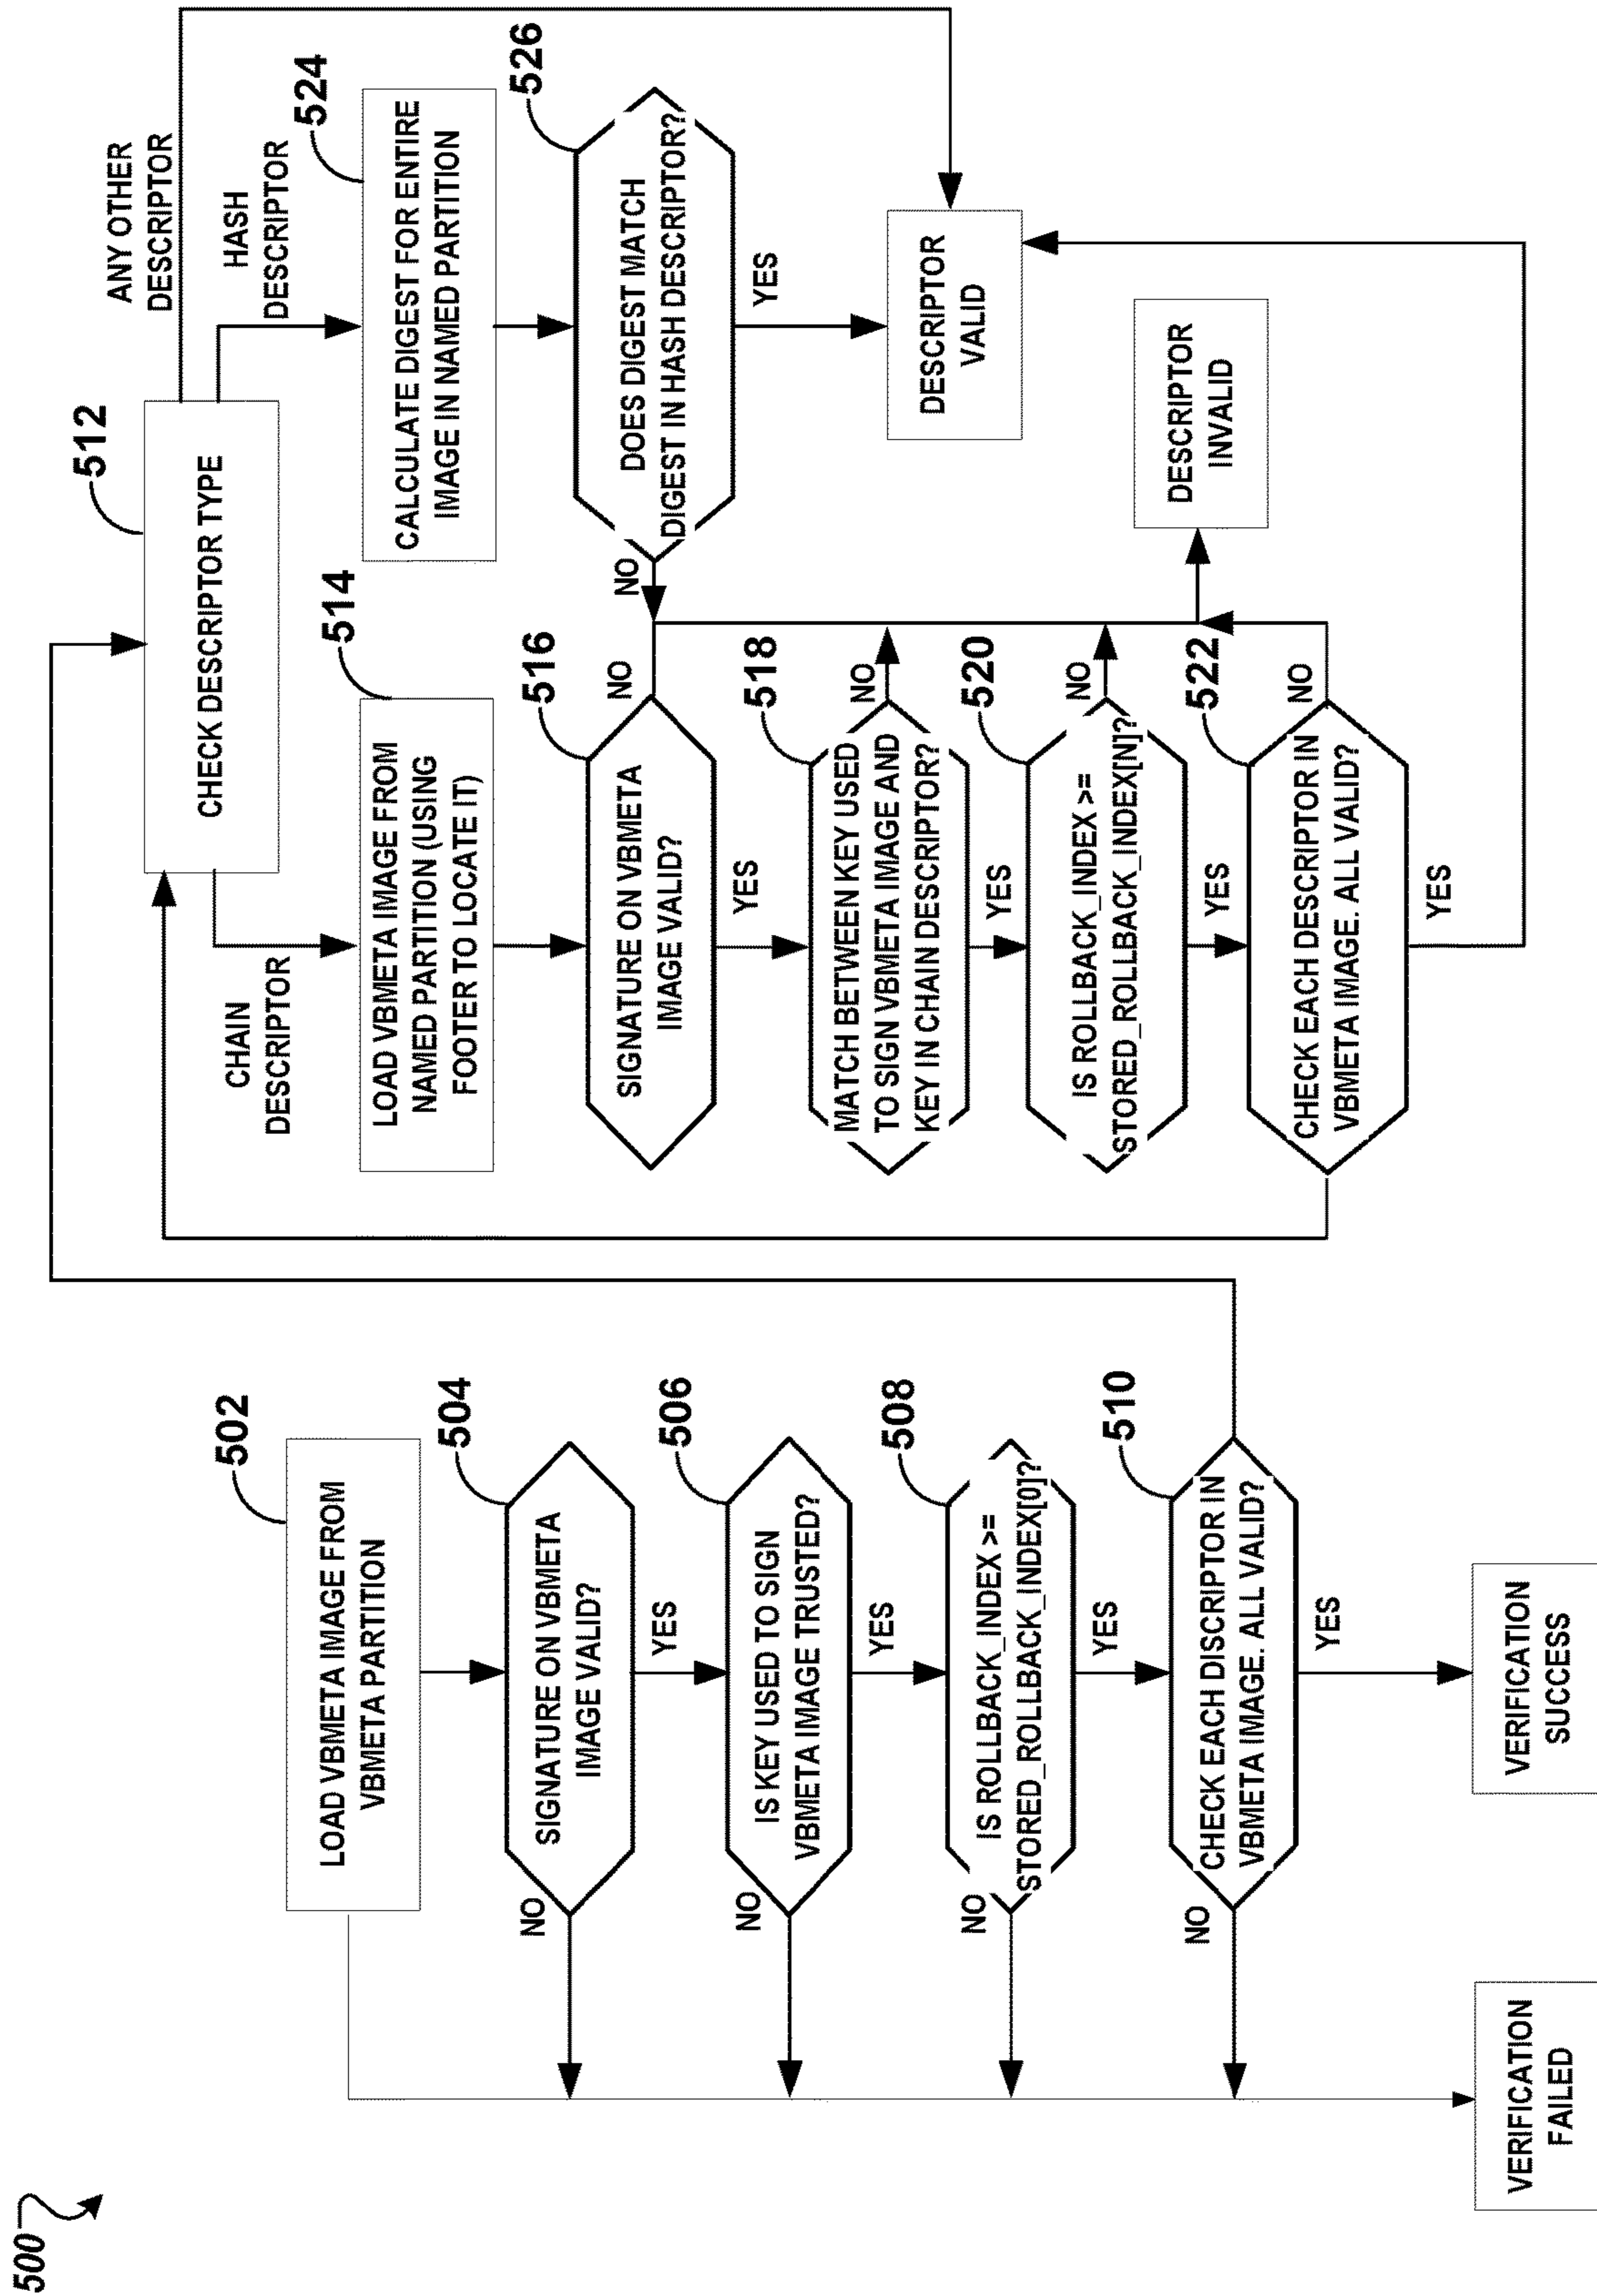 500
502
LOAD VBMETA IMAGE FROM
VBMETA PARTITION
504
SIGNATURE ON VBMETA
IMAGE VALID?
NO
YES
506
IS KEY USED TO SIGN
VBMETA IMAGE TRUSTED?
NO
YES
508
IS ROLLBACK_INDEX >=
STORED_ROLLBACK_INDEX[0]?
NO
YES
510
CHECK EACH DISCRIPTOR IN
VBMETA IMAGE. ALL VALID?
NO
YES
VERIFICATION
FAILED
VERIFICATION
SUCCESS
512
CHECK DESCRIPTOR TYPE
CHAIN
DESCRIPTOR
HASH
DESCRIPTOR
ANY OTHER
DESCRIPTOR
514
LOAD VBMETA IMAGE FROM
NAMED PARTITION (USING
FOOTER TO LOCATE IT)
516
SIGNATURE ON VBMETA
IMAGE VALID?
NO
YES
518
MATCH BETWEEN KEY USED
TO SIGN VBMETA IMAGE AND
KEY IN CHAIN DESCRIPTOR?
NO
YES
520
IS ROLLBACK_INDEX >=
STORED_ROLLBACK_INDEX[N]?
NO
YES
522
CHECK EACH DESCRIPTOR IN
VBMETA IMAGE. ALL VALID?
NO
YES
524
CALCULATE DIGEST FOR ENTIRE
IMAGE IN NAMED PARTITION
526
DOES DIGEST MATCH
DIGEST IN HASH DESCRIPTOR?
NO
YES
DESCRIPTOR
VALID
DESCRIPTOR
INVALID